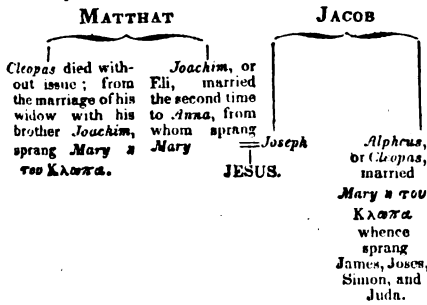 MATTHAT
JACOB
Cleopas died with-
out issue ; from
the marriage of his
widow with his
brother Joachim,
sprang Mary η
του Κλωπα.
Joachim, or
Eli, married
the second time
to Anna, from
whom sprang
Mary
Joseph
JESUS.
Alpheus,
or Cleopas,
married
Mary η του
Κλωπα
whence
sprang
James, Joses,
Simon, and
Juda.